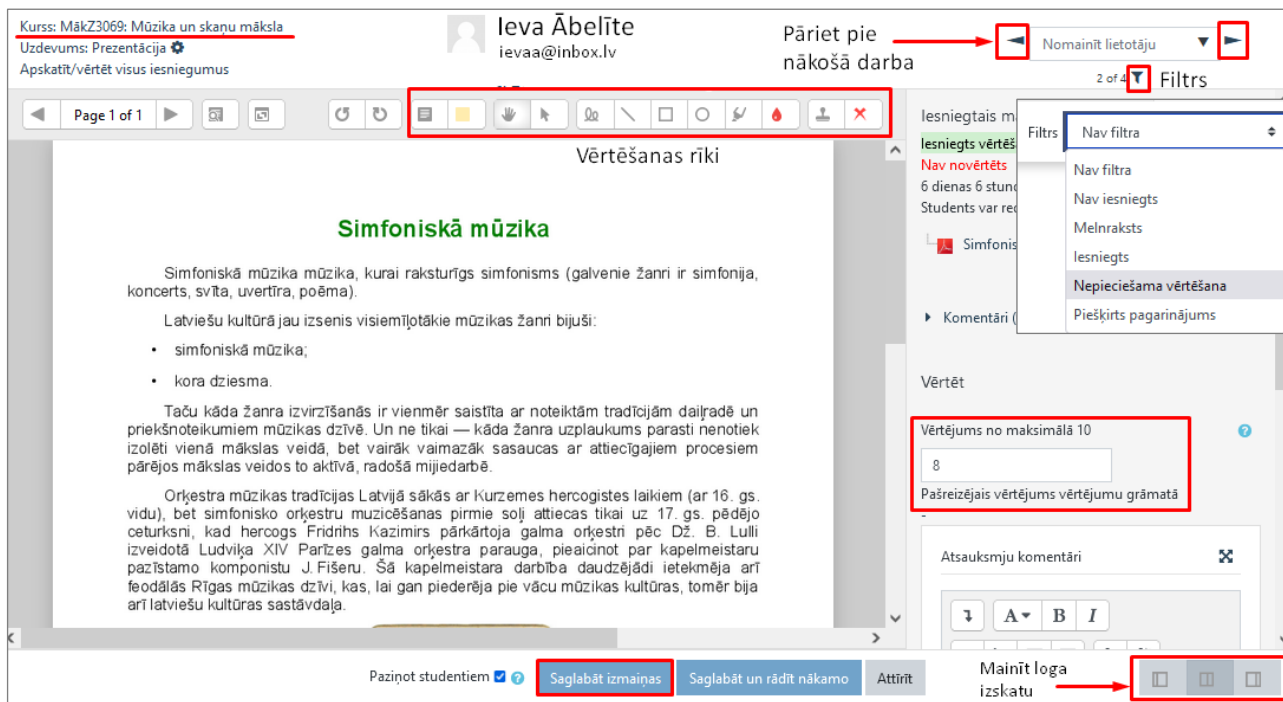 Kurss: MākZ3069: Mūzika un skaņu māksla
Uzdevums: Prezentācija
Apskatīt/vērtēt visus iesniegumus
Ieva Ābelīte
ievaa@inbox.lv
Pāriet pie
nākošā darba
Nomainīt lietotāju
2 of 4
Filtrs
Page 1 of 1
Vērtēšanas rīki
Simfoniskā mūzika
Simfoniskā mūzika mūzika, kurai raksturīgs simfonisms (galvenie žanri ir simfonija,
koncerts, svīta, uvertīra, poēma).
Latviešu kultūrā jau izsenis visiemīļotākie mūzikas žanri bijuši:
• simfoniskā mūzika;
• kora dziesma.
Taču kāda žanra izvirzīšanās ir vienmēr saistīta ar noteiktām tradīcijām daiļradē un
priekšnoteikumiem mūzikas dzīvē. Un ne tikai — kāda žanra uzplaukums parasti nenotiek
izolēti vienā mākslas veidā, bet vairāk vaimazāk sasaucas ar attiecīgajiem procesiem
pārējos mākslas veidos to aktīvā, radošā mijiedarbē.
Orķestra mūzikas tradīcijas Latvijā sākās ar Kurzemes hercogistes laikiem (ar 16. gs.
vidu), bet simfonisko orķestru muzicēšanas pirmie soļi attiecas tikai uz 17. gs. pēdējo
ceturksni, kad hercogs Fridrihs Kazimirs pārkārtoja galma orķestri pēc Dž. B. Lulli
izveidotā Ludviķa XIV Parīzes galma orķestra parauga, pieaicinot par kapelmeistaru
pazīstamo komponistu J. Fišeru. Šā kapelmeistara darbība daudzējādi ietekmēja arī
feodālās Rīgas mūzikas dzīvi, kas, lai gan piederēja pie vācu mūzikas kultūras, tomēr bija
arī latviešu kultūras sastāvdaļa.
Iesniegtais m
Iesniegts vērtēš
Nav novērtēts
6 dienas 6 stund
Students var red
Simfonis
Komentāri (
Filtrs
Nav filtra
Nav filtra
Nav iesniegts
Melnraksts
Iesniegts
Nepieciešama vērtēšana
Piešķirts pagarinājums
Vērtēt
Vērtējums no maksimālā 10
8
Pašreizējais vērtējums vērtējumu grāmatā
-
Atsauksmju komentāri
A B I
Paziņot studentiem
Saglabāt izmaiņas
Saglabāt un rādīt nākamo
Attīrīt
Mainīt loga
izskatu